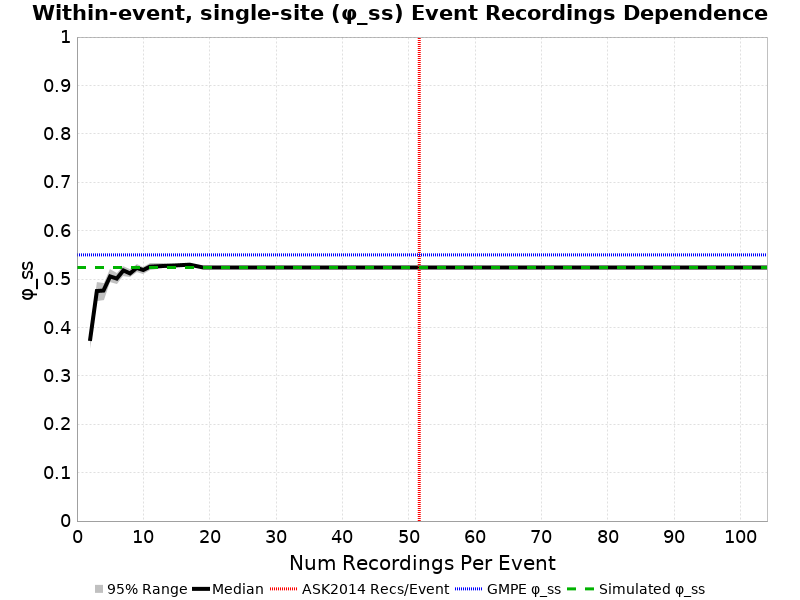 Within-event, single-site (φ_ss) Event Recordings Dependence
1
0.9
0.8
0.7
0.6
0.5
0.4
0.3
0.2
0.1
0
φ_ss
0 10 20 30 40 50 60 70 80 90 100
Num Recordings Per Event
95% Range Median ASK2014 Recs/Event GMPE φ_ss Simulated φ_ss